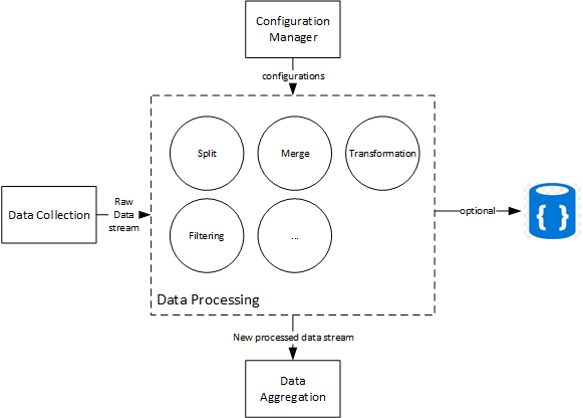 Configuration
Manager
configurations
Split
Merge
Transformation
Data Collection
Raw
Data
stream
optional
{ }
Filtering
...
Data Processing
New processed data stream
Data
Aggregation